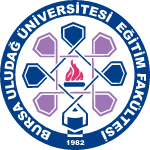 BURSA ULUDAĞ ÜNİVERSİTESİ EĞİTİM FAKÜLTESİ
1982